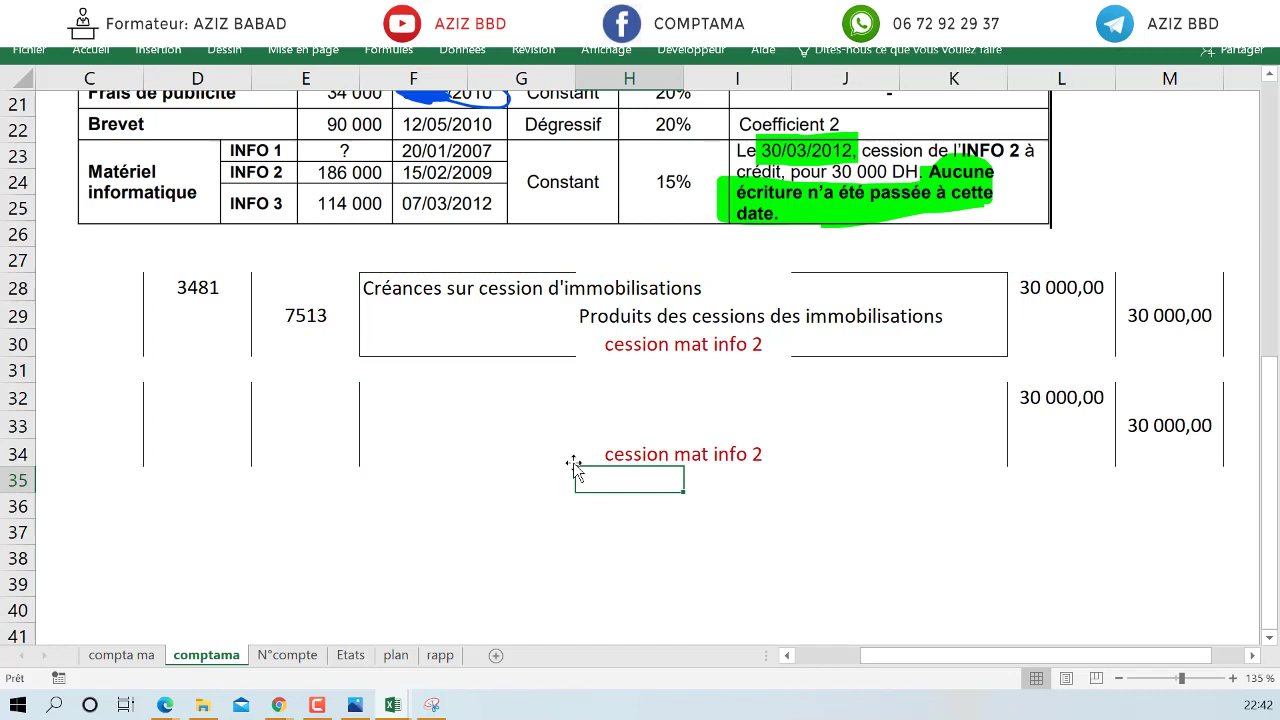 Formateur: AZIZ BABAD AZIZ BBD COMPTAMA 06 72 92 29 37 AZIZ BBD
Fichier Accueil Insertion Dessin Mise en page Formules Données Révision Affichage Développeur Aide Dites-nous ce que vous voulez faire Partager
C D E F G H I J K L M
21 Frais de publicité 34 000 2010 Constant 20% -
22 Brevet 90 000 12/05/2010 Dégressif 20% Coefficient 2
23 INFO 1 ? 20/01/2007 Le 30/03/2012, cession de l'INFO 2 à
24 Matériel informatique INFO 2 186 000 15/02/2009 Constant 15% crédit, pour 30 000 DH. Aucune
25 INFO 3 114 000 07/03/2012 écriture n'a été passée à cette
date.
26
27
28 3481 Créances sur cession d'immobilisations 30 000,00
29 7513 Produits des cessions des immobilisations 30 000,00
30 cession mat info 2
31
32 30 000,00
33 30 000,00
34 cession mat info 2
35
36
37
38
39
40
41
compta ma comptama N°compte Etats plan rapp
Prêt 135 %
22:42